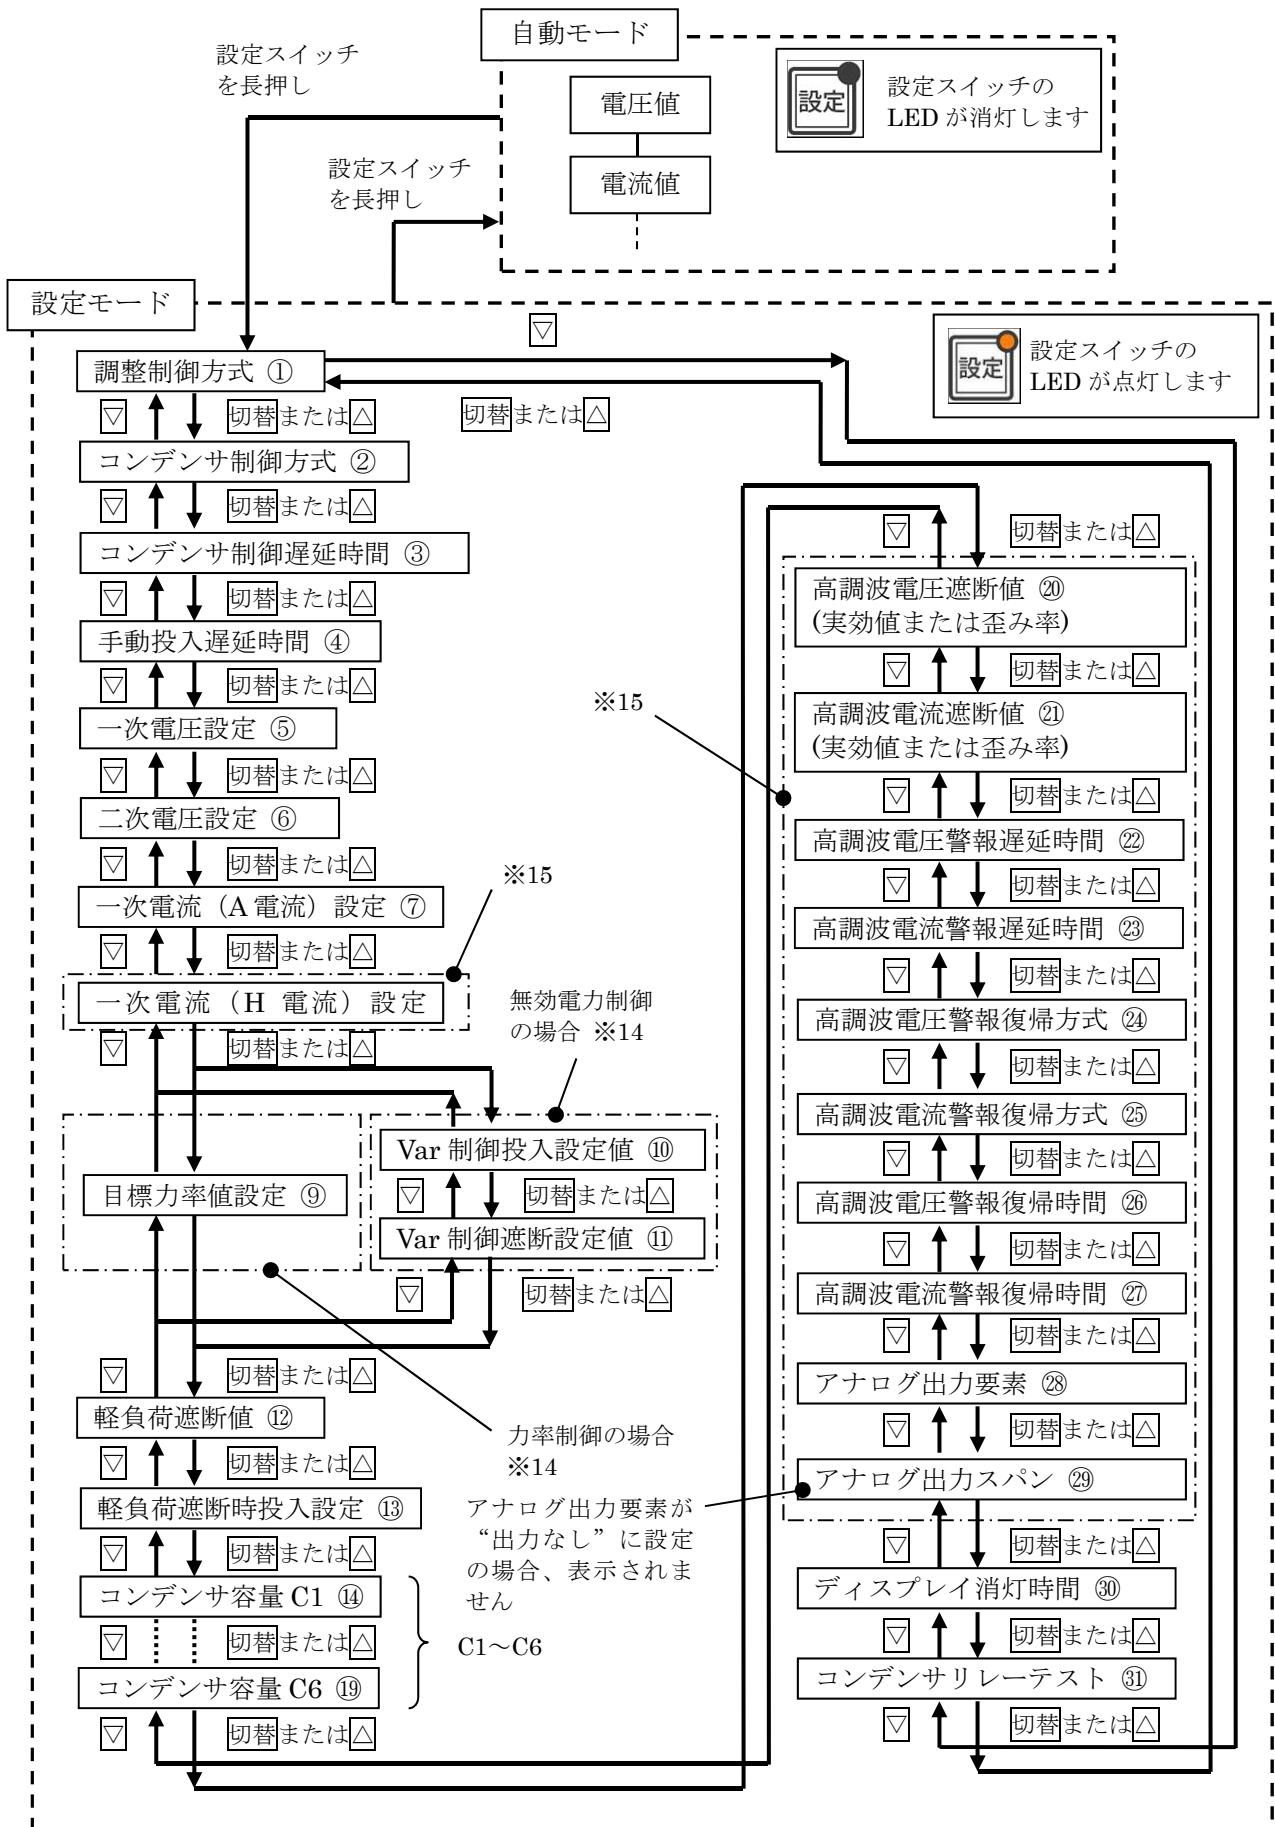 自動モード
設定スイッチ
を長押し
電圧値
電流値
設定
設定スイッチの
LED が消灯します
設定スイッチ
を長押し
設定モード
▽
設定
設定スイッチの
LED が点灯します
調整制御方式 ①
切替または△
▽ 切替または△
コンデンサ制御方式 ②
▽ 切替または△
コンデンサ制御遅延時間 ③
▽ 切替または△
手動投入遅延時間 ④
▽ 切替または△
一次電圧設定 ⑤
▽ 切替または△
二次電圧設定 ⑥
▽ 切替または△
一次電流（A 電流）設定 ⑦
▽ 切替または△
※15
一次電流（H 電流）設定
▽ 切替または△
無効電力制御
の場合 ※14
Var 制御投入設定値 ⑩
▽ 切替または△
Var 制御遮断設定値 ⑪
▽ 切替または△
目標力率値設定 ⑨
▽ 切替または△
軽負荷遮断値 ⑫
力率制御の場合
※14
▽ 切替または△
軽負荷遮断時投入設定 ⑬
▽ 切替または△
コンデンサ容量 C1 ⑭
▽ 切替または△
コンデンサ容量 C6 ⑲
▽ 切替または△
C1～C6
アナログ出力要素が
“出力なし”に設定
の場合、表示されま
せん
※15
▽ 切替または△
高調波電圧遮断値 ⑳
(実効値または歪み率)
▽ 切替または△
高調波電流遮断値 ㉑
(実効値または歪み率)
▽ 切替または△
高調波電圧警報遅延時間 ㉒
▽ 切替または△
高調波電流警報遅延時間 ㉓
▽ 切替または△
高調波電圧警報復帰方式 ㉔
▽ 切替または△
高調波電流警報復帰方式 ㉕
▽ 切替または△
高調波電圧警報復帰時間 ㉖
▽ 切替または△
高調波電流警報復帰時間 ㉗
▽ 切替または△
アナログ出力要素 ㉘
▽ 切替または△
アナログ出力スパン ㉙
▽ 切替または△
ディスプレイ消灯時間 ㉚
▽ 切替または△
コンデンサリレーテスト ㉛
▽ 切替または△